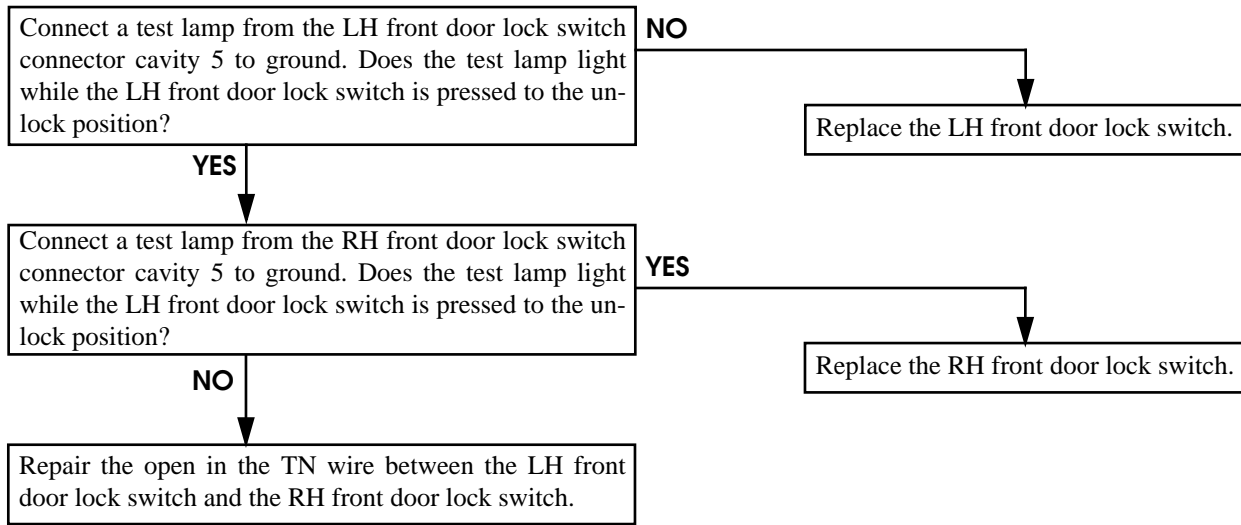 Connect a test lamp from the LH front door lock switch
connector cavity 5 to ground. Does the test lamp light
while the LH front door lock switch is pressed to the un-
lock position?
NO
Replace the LH front door lock switch.
YES
Connect a test lamp from the RH front door lock switch
connector cavity 5 to ground. Does the test lamp light
while the LH front door lock switch is pressed to the un-
lock position?
YES
Replace the RH front door lock switch.
NO
Repair the open in the TN wire between the LH front
door lock switch and the RH front door lock switch.